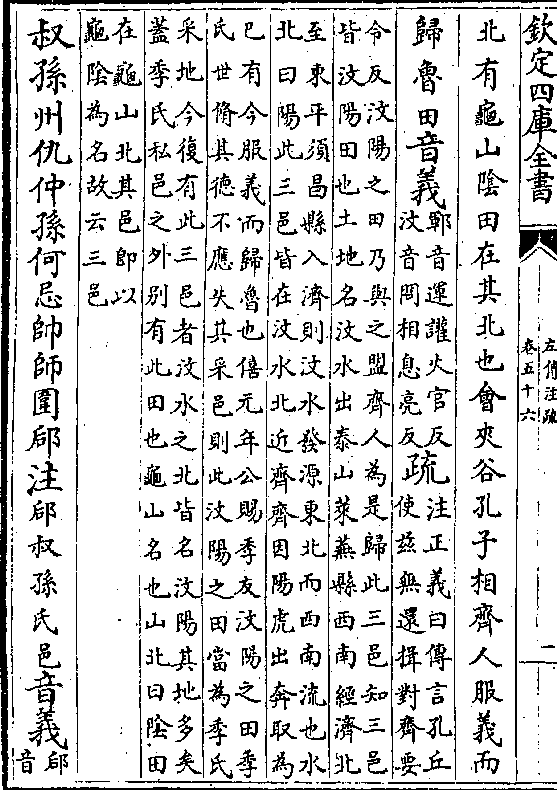 欽定四庫全書
左傳注疏
卷五十六
二
北有龜山陰田在其北也會夾谷孔子相齊人服義而
歸魯田音義鄆音運讙火官反
汶音問相息亮反疏注正義曰傳言孔丘
使兹無還揖對齊要
令反汶陽之田乃與之盟齊人為是歸此三邑知三邑
皆汶陽田也土地名汶水出泰山萊蕪縣西南經濟北
至東平須昌縣入濟則汶水發源東北而西南流也水
北曰陽此三邑皆在汶水北近齊齊因陽虎出奔取為
已有今服義而歸魯也僖元年公賜季友汶陽之田季
氏世脩其德不應失其采邑則此汶陽之田當為季氏
采地今復有此三邑者汶水之北皆名汶陽其地多矣
蓋季氏私邑之外别有此田也龜山名也山北曰陰田
在龜山北其邑即以
龜陰為名故云三邑
叔孫州仇仲孫何忌帥師圍郈注郈叔孫氏邑音義郈
音